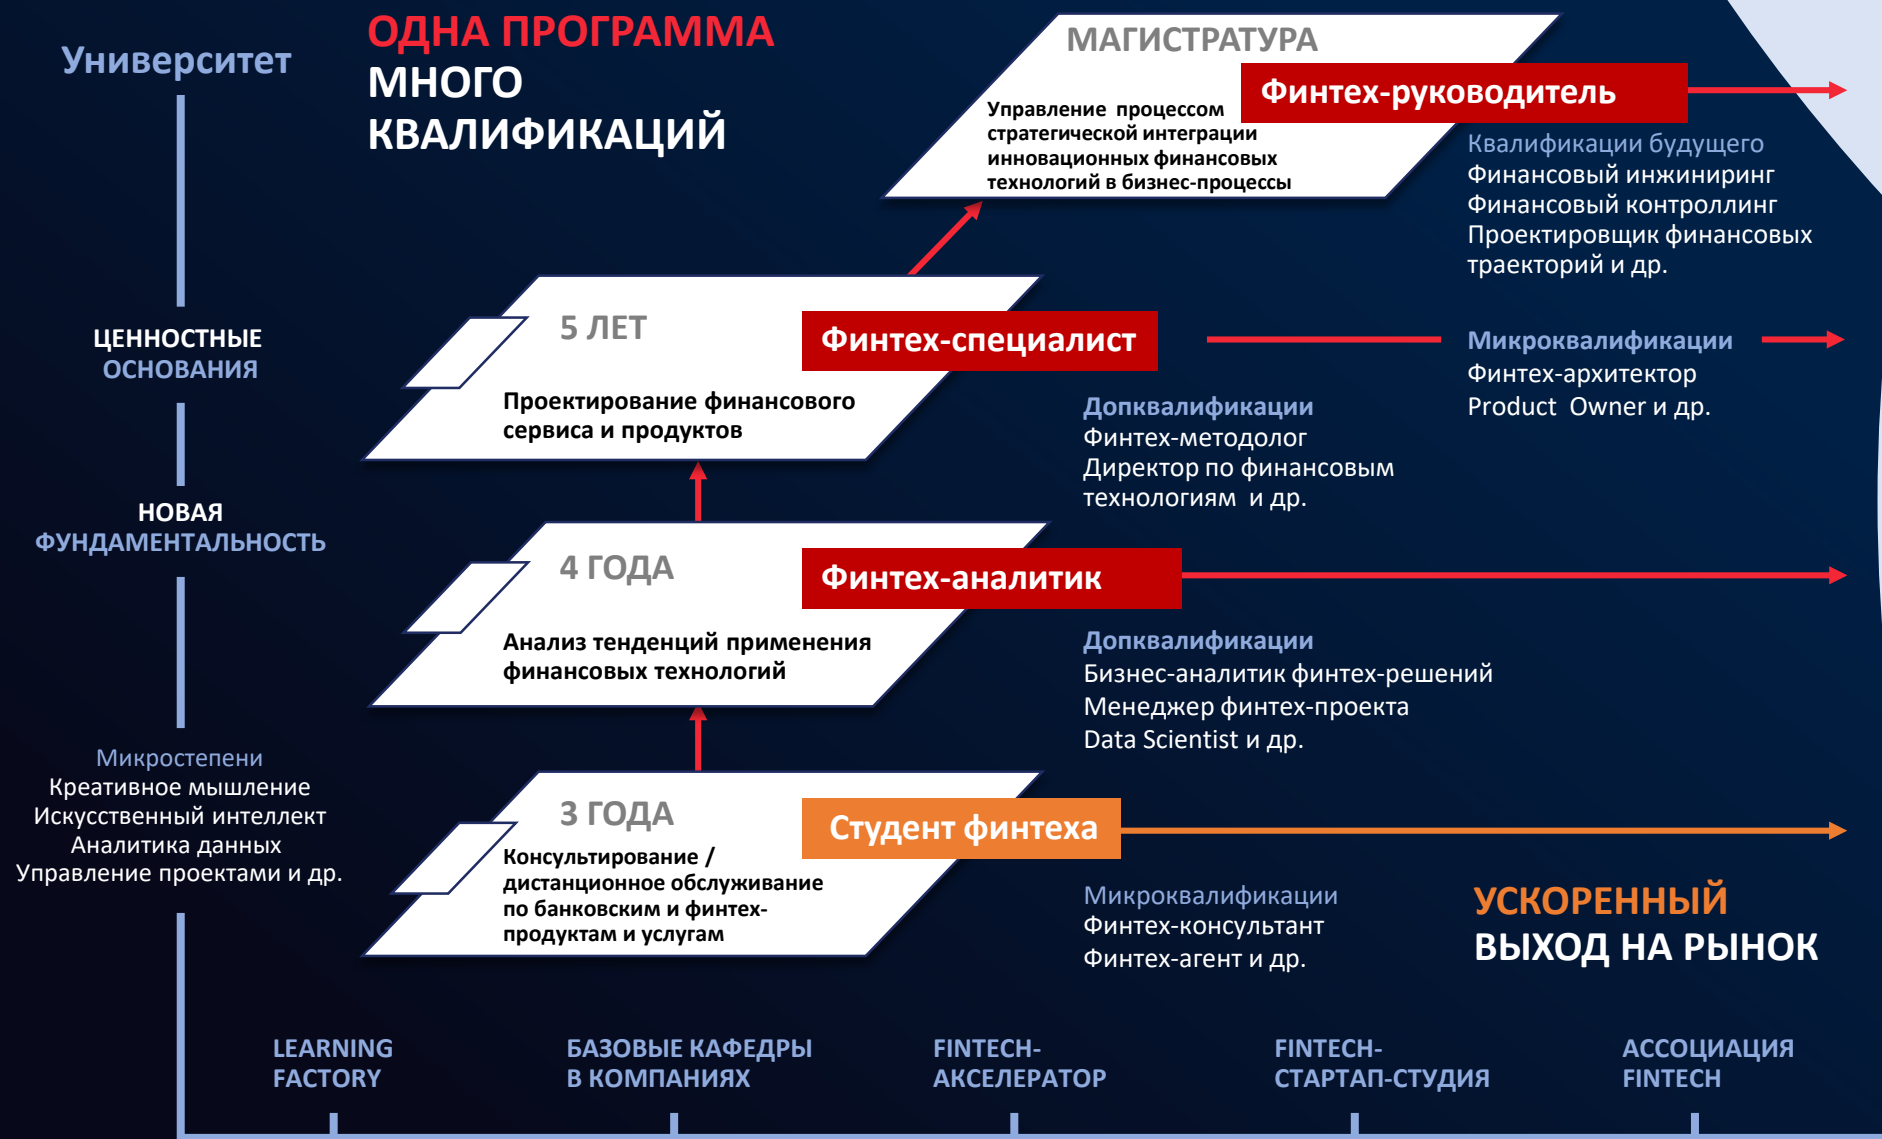 Университет
ОДНА ПРОГРАММА
МНОГО
КВАЛИФИКАЦИЙ
МАГИСТРАТУРА
Финтех-руководитель
Управление процессом
стратегической интеграции
инновационных финансовых
технологий в бизнес-процессы
Квалификации будущего
Финансовый инжиниринг
Финансовый контроллинг
Проектировщик финансовых
траекторий и др.
ЦЕННОСТНЫЕ
ОСНОВАНИЯ
5 ЛЕТ
Финтех-специалист
Проектирование финансового
сервиса и продуктов
Допквалификации
Финтех-методолог
Директор по финансовым
технологиям и др.
Микроквалификации
Финтех-архитектор
Product Owner и др.
НОВАЯ
ФУНДАМЕНТАЛЬНОСТЬ
4 ГОДА
Финтех-аналитик
Анализ тенденций применения
финансовых технологий
Допквалификации
Бизнес-аналитик финтех-решений
Менеджер финтех-проекта
Data Scientist и др.
Микростепени
Креативное мышление
Искусственный интеллект
Аналитика данных
Управление проектами и др.
3 ГОДА
Студент финтеха
Консультирование /
дистанционное обслуживание
по банковским и финтех-
продуктам и услугам
Микроквалификации
Финтех-консультант
Финтех-агент и др.
УСКОРЕННЫЙ
ВЫХОД НА РЫНОК
LEARNING
FACTORY
БАЗОВЫЕ КАФЕДРЫ
В КОМПАНИЯХ
FINTECH-
АКСЕЛЕРАТОР
FINTECH-
СТАРТАП-СТУДИЯ
АССОЦИАЦИЯ
FINTECH